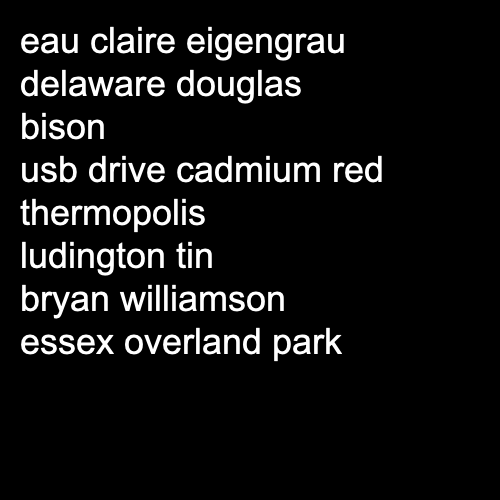 eau claire eigengrau
delaware douglas
bison
usb drive cadmium red
thermopolis
ludington tin
bryan williamson
essex overland park